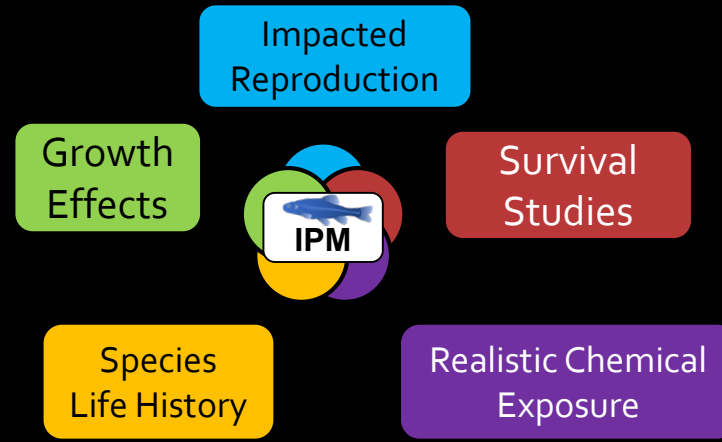 Impacted
Reproduction
Growth
Effects
Survival
Studies
IPM
Species
Life History
Realistic Chemical
Exposure